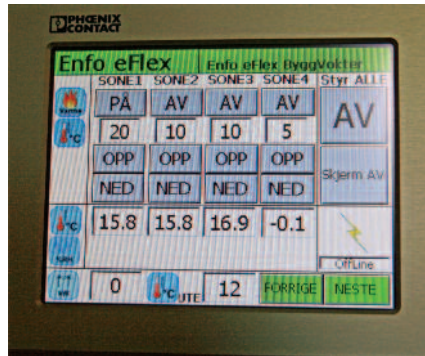 PHŒNIX
CONTACT
Enfo eFlex Enfo eFlex ByggVokter
SONE1 SONE2 SONE3 SONE4 Styr ALLE
PÅ AV AV AV AV
20 10 10 5
OPP OPP OPP OPP
Skjerm AV
NED NED NED NED
15.8 15.8 16.9 -0.1
OffLine
0 °C UTE 12 FORRIGE NESTE